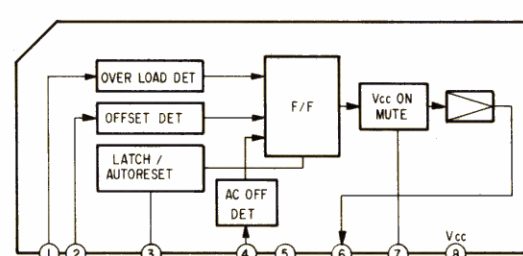 OVER LOAD DET
OFFSET DET
LATCH /
AUTORESET
F/F
Vcc ON
MUTE
AC OFF
DET
Vcc
1 2 3 4 5 6 7 8